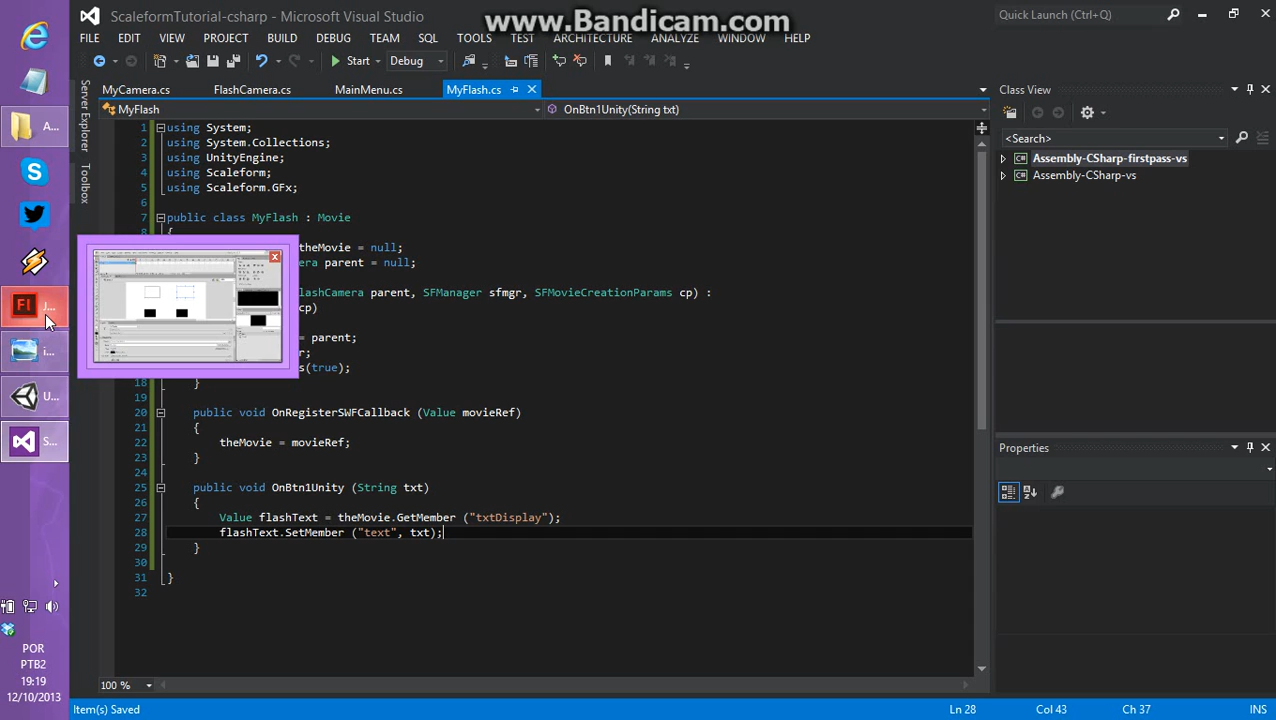 ScaleformTutorial-csharp - Microsoft Visual Studio
www.Bandicam.com
Quick Launch (Ctrl+Q)
FILE EDIT VIEW PROJECT BUILD DEBUG TEAM SQL TOOLS TEST ARCHITECTURE ANALYZE WINDOW HELP
Start Debug
MyCamera.cs FlashCamera.cs MainMenu.cs MyFlash.cs
MyFlash OnBtn1Unity(String txt)
Server Explorer
Toolbox
1 using System;
2 using System.Collections;
3 using UnityEngine;
4 using Scaleform;
5 using Scaleform.GFx;
6
7 public class MyFlash : Movie
8 {
theMovie = null;
parent = null;
lashCamera parent, SFManager sfmgr, SFMovieCreationParams cp) :
cp)
= parent;
r;
s(true);
18 }
19
20 public void OnRegisterSWFCallback (Value movieRef)
21 {
22 theMovie = movieRef;
23 }
24
25 public void OnBtn1Unity (String txt)
26 {
27 Value flashText = theMovie.GetMember ("txtDisplay");
28 flashText.SetMember ("text", txt);
29 }
30
31 }
32
100 %
Class View
<Search>
Assembly-CSharp-firstpass-vs
Assembly-CSharp-vs
Properties
A...
Fl J...
i...
U...
S...
POR
PTB2
19:19
12/10/2013
Item(s) Saved Ln 28 Col 43 Ch 37 INS